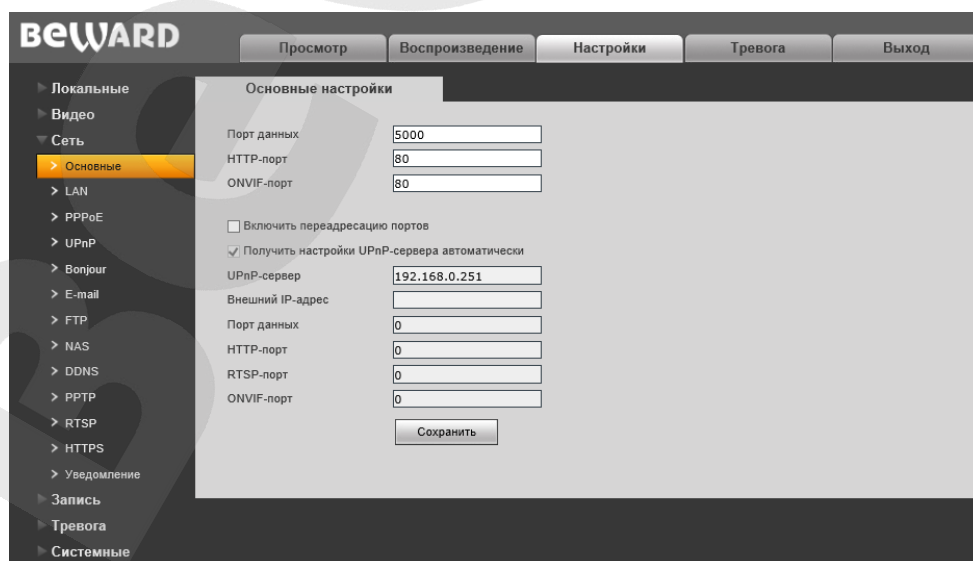 BEWARD
Просмотр Воспроизведение Настройки Тревога Выход
Локальные
Видео
Сеть
Основные
LAN
PPPoE
UPnP
Bonjour
E-mail
FTP
NAS
DDNS
PPTP
RTSP
HTTPS
Уведомление
Запись
Тревога
Системные
Основные настройки
Порт данных 5000
HTTP-порт 80
ONVIF-порт 80
Включить переадресацию портов
Получить настройки UPnP-сервера автоматически
UPnP-сервер 192.168.0.251
Внешний IP-адрес
Порт данных 0
HTTP-порт 0
RTSP-порт 0
ONVIF-порт 0
Сохранить